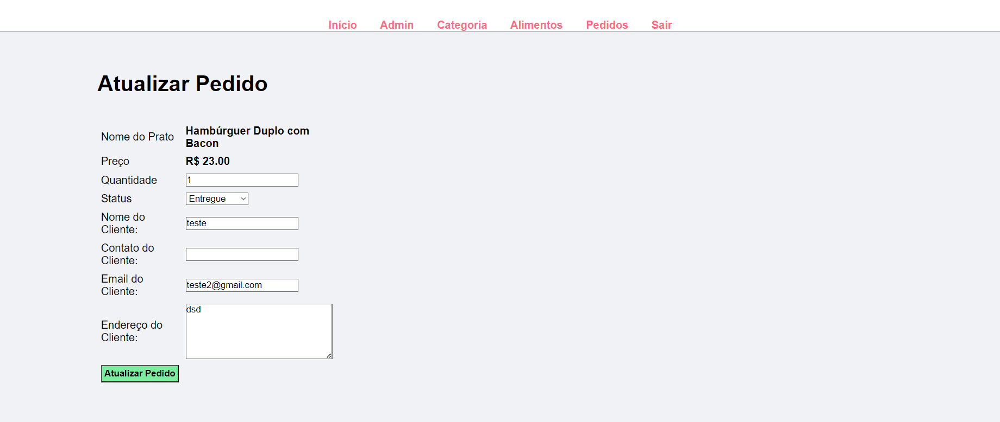 Início Admin Categoria Alimentos Pedidos Sair
Atualizar Pedido
Nome do Prato
Hambúrguer Duplo com
Bacon
Preço
R$ 23.00
Quantidade
1
Status
Entregue
Nome do
Cliente:
teste
Contato do
Cliente:
Email do
Cliente:
teste2@gmail.com
Endereço do
Cliente:
dsd
Atualizar Pedido